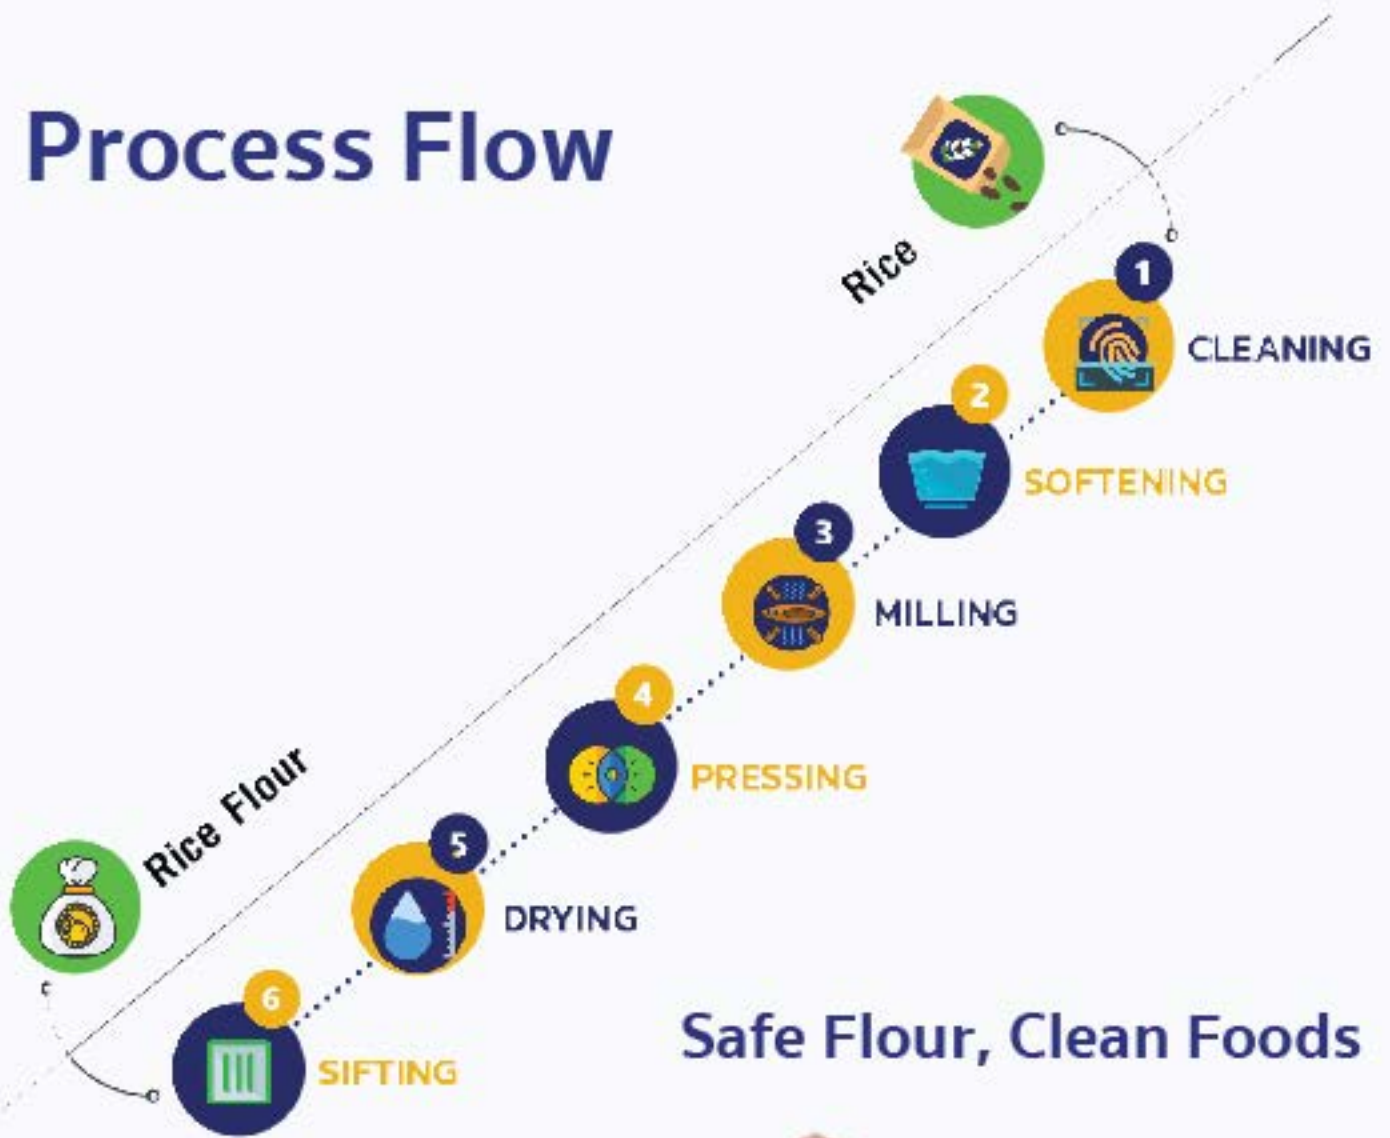 Process Flow
Rice
1
CLEANING
2
SOFTENING
3
MILLING
4
PRESSING
5
DRYING
6
SIFTING
Rice Flour
Safe Flour, Clean Foods